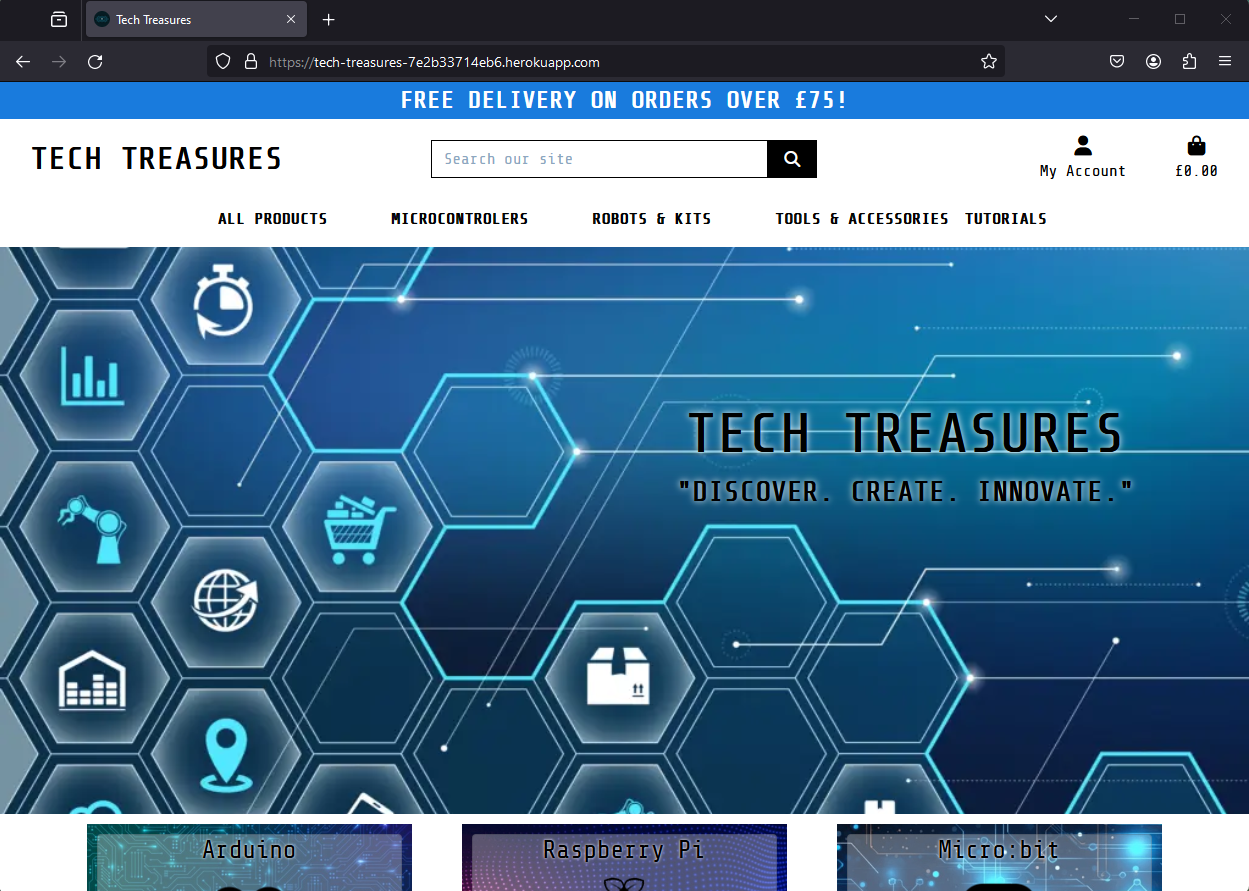 Tech Treasures
https://tech-treasures-7e2b33714eb6.herokuapp.com
FREE DELIVERY ON ORDERS OVER £75!
TECH TREASURES
Search our site
My Account
£0.00
ALL PRODUCTS
MICROCONTROLERS
ROBOTS & KITS
TOOLS & ACCESSORIES
TUTORIALS
TECH TREASURES
"DISCOVER. CREATE. INNOVATE."
Arduino
Raspberry Pi
Micro:bit